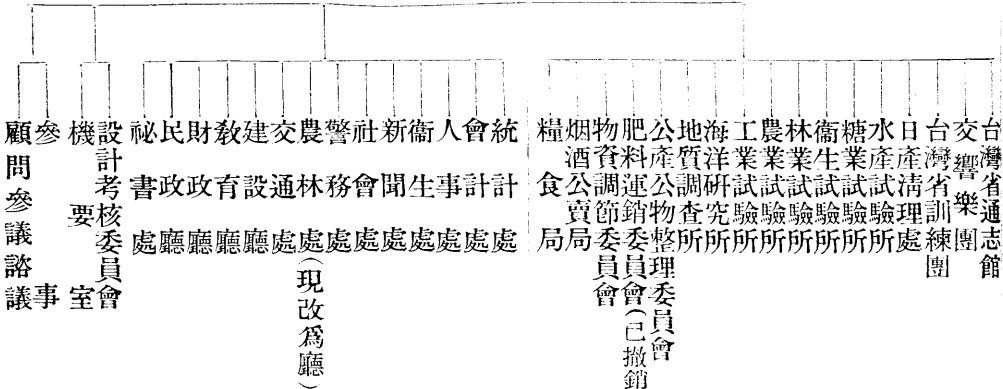 顧問參議諮議
參事
機要室
設計考核委員會
祕書處
民政廳
財政廳
教育廳
建設廳
交通處
農林處(現改爲廳)
警務處
社會處
新聞處
衞生處
人事處
會計處
統計處
糧食局
烟酒公賣局
物資調節委員會
肥料運銷委員會(已撤銷
公產公物整理委員會
地質調查所
海洋研究所
工業試驗所
農業試驗所
林業試驗所
衞生試驗所
糖業試驗所
水產試驗所
日產清理處
台灣省訓練團
交響樂團
台灣省通志館